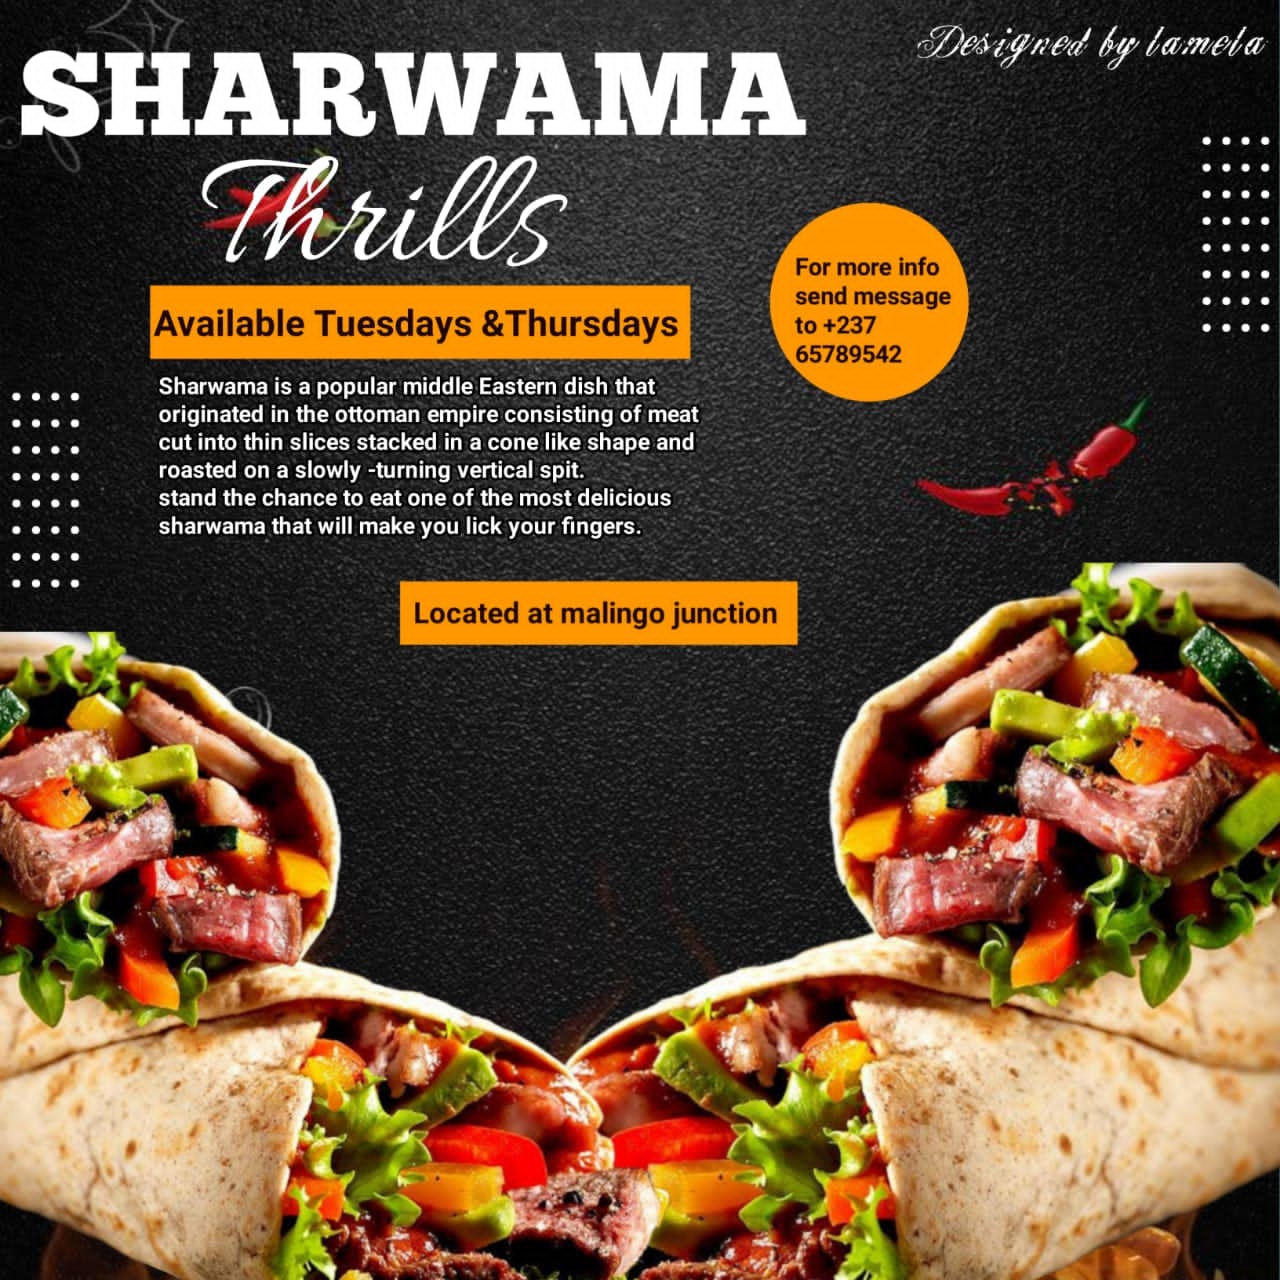 Designed by lamela
SHARWAMA
Thrills
Available Tuesdays &Thursdays
For more info
send message
to +237
65789542
Sharwama is a popular middle Eastern dish that
originated in the ottoman empire consisting of meat
cut into thin slices stacked in a cone like shape and
roasted on a slowly -turning vertical spit.
stand the chance to eat one of the most delicious
sharwama that will make you lick your fingers.
Located at malingo junction